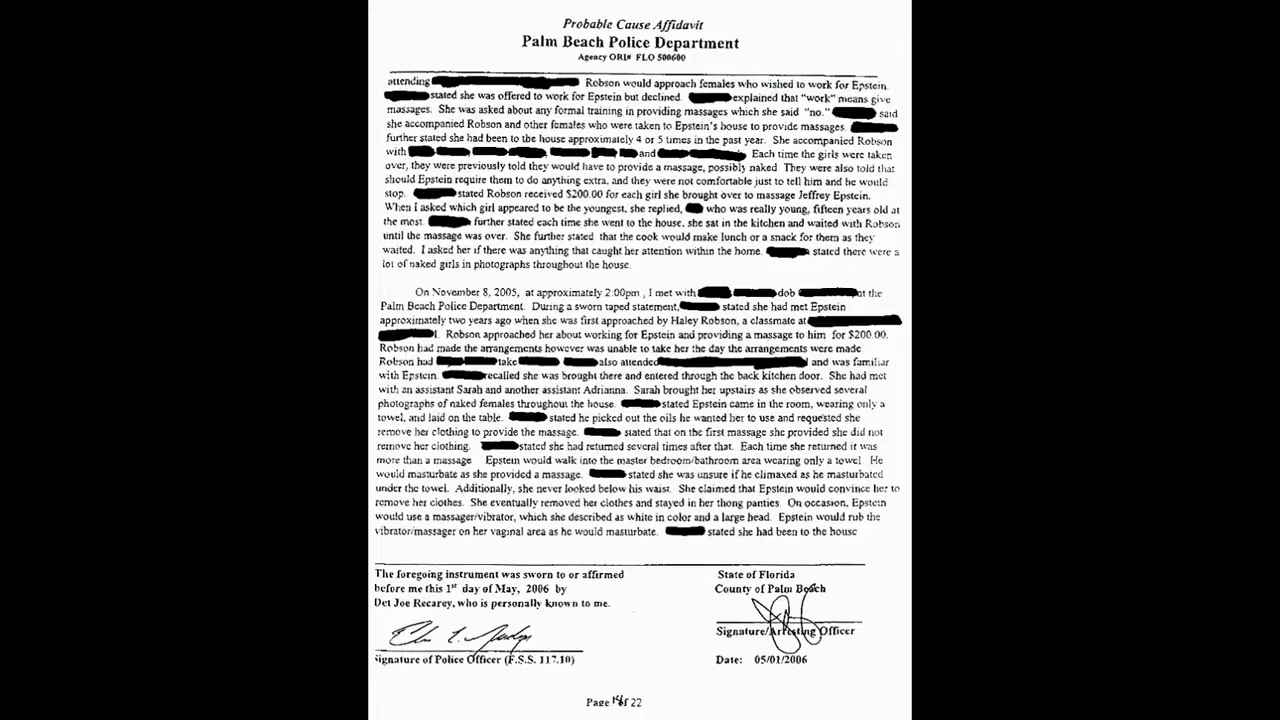 Probable Cause Affidavit
Palm Beach Police Department
Agency ORI# FLO 500600
attending Robson would approach females who wished to work for Epstein.
stated she was offered to work for Epstein but declined. explained that "work" means give
massages. She was asked about any formal training in providing massages which she said "no." said
she accompanied Robson and other females who were taken to Epstein's house to provide massages.
further stated she had been to the house approximately 4 or 5 times in the past year. She accompanied Robson
with and Each time the girls were taken
over, they were previously told they would have to provide a massage, possibly naked. They were also told that
should Epstein require them to do anything extra, and they were not comfortable just to tell him and he would
stop. stated Robson received $200.00 for each girl she brought over to massage Jeffrey Epstein.
When I asked which girl appeared to be the youngest, she replied, who was really young, fifteen years old at
the most. further stated each time she went to the house, she sat in the kitchen and waited with Robson
until the massage was over. She further stated that the cook would make lunch or a snack for them as they
waited. I asked her if there was anything that caught her attention within the home. stated there were a
lot of naked girls in photographs throughout the house.
On November 8, 2005, at approximately 2:00pm, I met with dob at the
Palm Beach Police Department. During a sworn taped statement, stated she had met Epstein
approximately two years ago when she was first approached by Haley Robson, a classmate at
Robson approached her about working for Epstein and providing a massage to him for $200.00.
Robson had made the arrangements however was unable to take her the day the arrangements were made
Robson had take also attended and was familiar
with Epstein. recalled she was brought there and entered through the back kitchen door. She had met
with an assistant Sarah and another assistant Adrianna. Sarah brought her upstairs as she observed several
photographs of naked females throughout the house. stated Epstein came in the room, wearing only a
towel, and laid on the table. stated he picked out the oils he wanted her to use and requested she
remove her clothing to provide the massage. stated that on the first massage she provided she did not
remove her clothing. stated she had returned several times after that. Each time she returned it was
more than a massage Epstein would walk into the master bedroom/bathroom area wearing only a towel. He
would masturbate as she provided a massage. stated she was unsure if he climaxed as he masturbated
under the towel. Additionally, she never looked below his waist. She claimed that Epstein would convince her to
remove her clothes. She eventually removed her clothes and stayed in her thong panties. On occasion, Epstein
would use a massager/vibrator, which she described as white in color and a large head. Epstein would rub the
vibrator/massager on her vaginal area as he would masturbate. stated she had been to the house
The foregoing instrument was sworn to or affirmed
before me this 1st day of May, 2006 by
Det Joe Recarey, who is personally known to me.
Signature of Police Officer (F.S.S. 117.10)
State of Florida
County of Palm Beach
Signature/Arresting Officer
Date: 05/01/2006
Page of 22